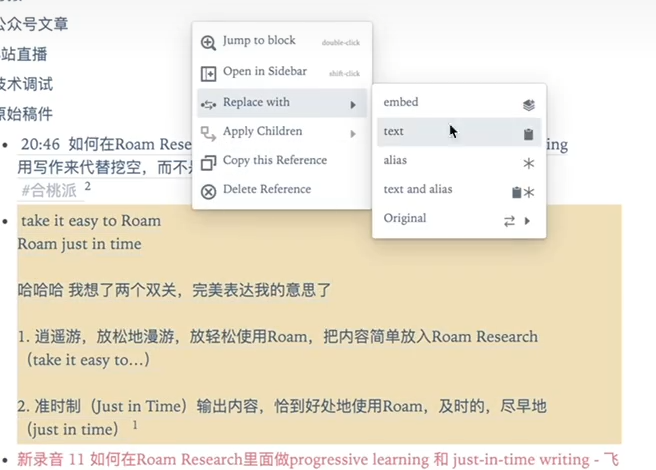 公众号文章
站直播
技术调试
原始稿件
Jump to block double-click
Open in Sidebar shift-click
Replace with
embed
Apply Children
text
Copy this Reference
alias
Delete Reference
text and alias
Original
20:46 如何在Roam Rese ing
用写作来代替挖空，而不
#合桃派 2
take it easy to Roam
Roam just in time
哈哈哈 我想了两个双关，完美表达我的意思了
1. 逍遥游，放松地漫游，放轻松使用Roam，把内容简单放入Roam Research
（take it easy to…）
2. 准时制（Just in Time）输出内容，恰到好处地使用Roam，及时的，尽早地
（just in time） 1
新录音 11 如何在Roam Research里面做progressive learning 和 just-in-time writing - 飞